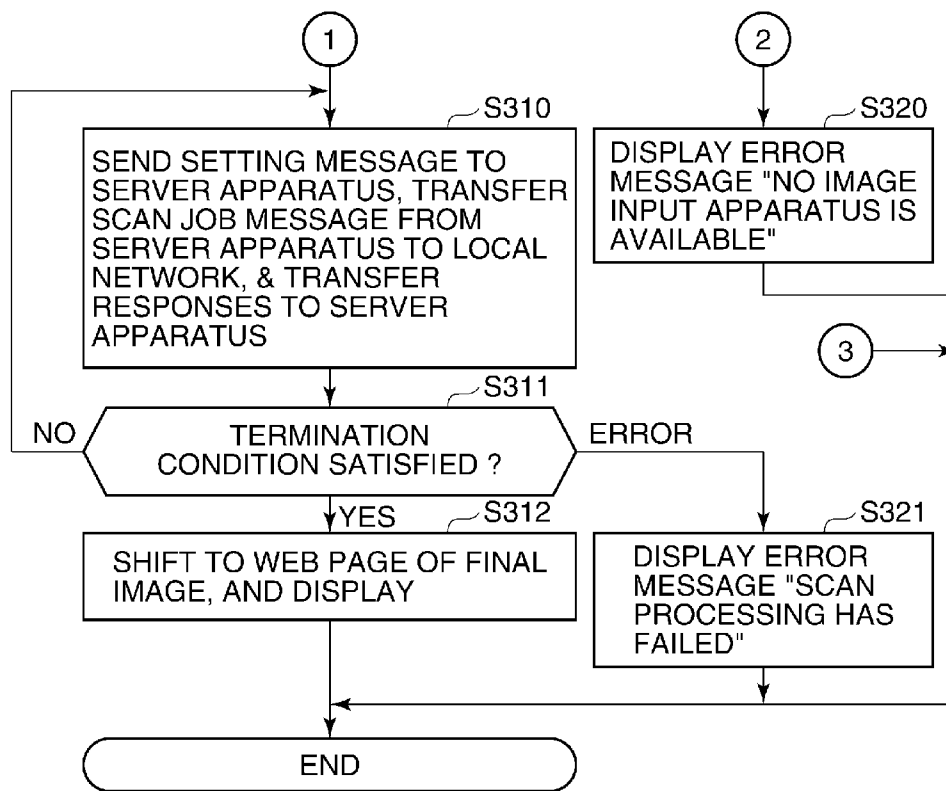 1
2
S310
SEND SETTING MESSAGE TO
SERVER APPARATUS, TRANSFER
SCAN JOB MESSAGE FROM
SERVER APPARATUS TO LOCAL
NETWORK, & TRANSFER
RESPONSES TO SERVER
APPARATUS
S320
DISPLAY ERROR
MESSAGE "NO IMAGE
INPUT APPARATUS IS
AVAILABLE"
3
S311
NO
TERMINATION
CONDITION SATISFIED ?
ERROR
YES
S312
SHIFT TO WEB PAGE OF FINAL
IMAGE, AND DISPLAY
S321
DISPLAY ERROR
MESSAGE "SCAN
PROCESSING HAS
FAILED"
END